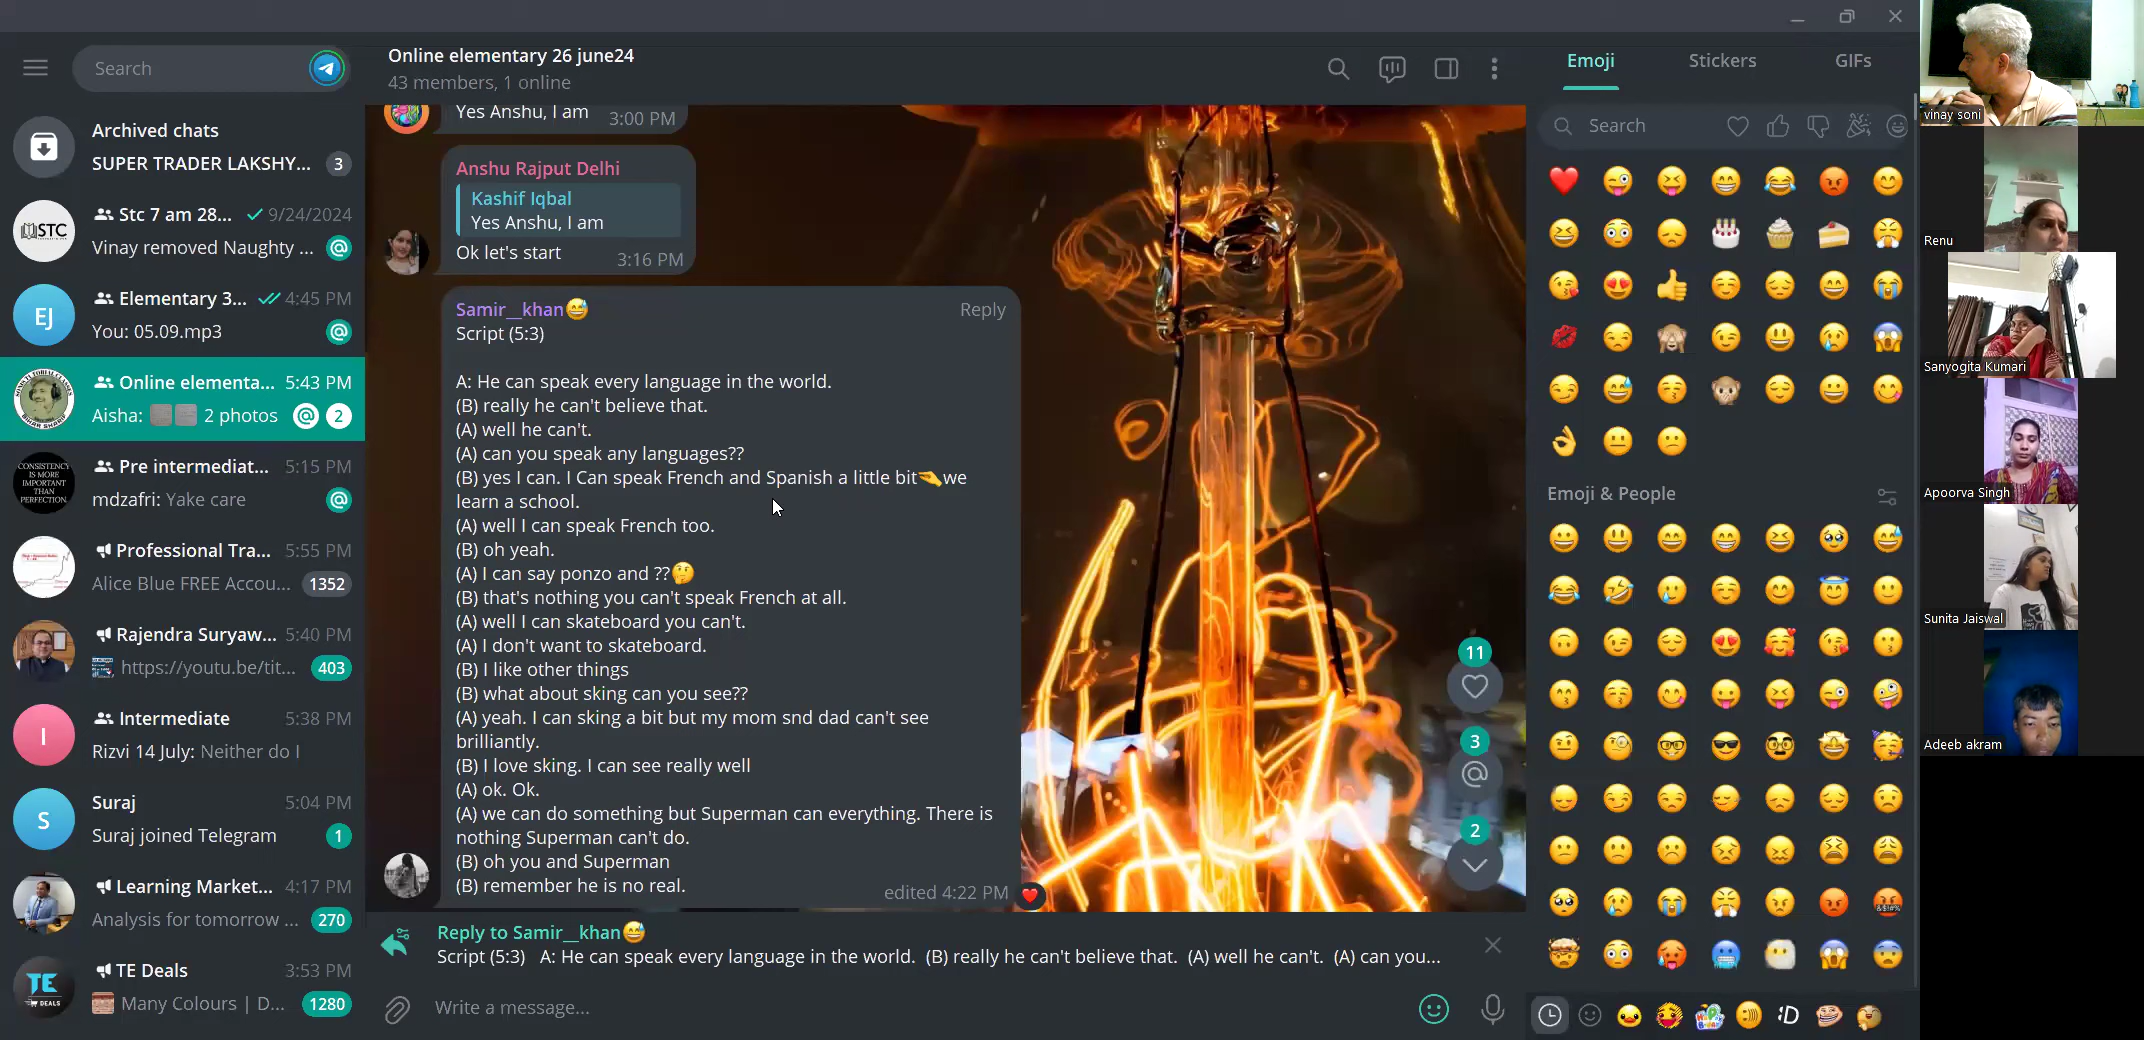 Search
Archived chats
SUPER TRADER LAKSHY... 3
Stc 7 am 28... 9/24/2024
Vinay removed Naughty ...
STC
Elementary 3... 4:45 PM
You: 05.09.mp3
EJ
Online elementa... 5:43 PM
Aisha: 2 photos 2
Pre intermediat... 5:15 PM
mdzafri: Yake care
CONSISTENCY
IS MORE
IMPORTANT
THAN
PERFECTION.
Professional Tra... 5:55 PM
Alice Blue FREE Accou... 1352
Rajendra Suryaw... 5:40 PM
https://youtu.be/tit... 403
Intermediate 5:38 PM
Rizvi 14 July: Neither do I
I
Suraj 5:04 PM
Suraj joined Telegram 1
S
Learning Market... 4:17 PM
Analysis for tomorrow ... 270
TE Deals 3:53 PM
Many Colours | D... 1280
TE
DEALS
Online elementary 26 june24
43 members, 1 online
Yes Anshu, I am 3:00 PM
Anshu Rajput Delhi
Kashif Iqbal
Yes Anshu, I am
Ok let's start 3:16 PM
Samir__khan😅 Reply
Script (5:3)
A: He can speak every language in the world.
(B) really he can't believe that.
(A) well he can't.
(A) can you speak any languages??
(B) yes I can. I Can speak French and Spanish a little bit we
learn a school.
(A) well I can speak French too.
(B) oh yeah.
(A) I can say ponzo and ??🤔
(B) that's nothing you can't speak French at all.
(A) well I can skateboard you can't.
(A) I don't want to skateboard.
(B) I like other things
(B) what about sking can you see??
(A) yeah. I can sking a bit but my mom snd dad can't see
brilliantly.
(B) I love sking. I can see really well
(A) ok. Ok.
(A) we can do something but Superman can everything. There is
nothing Superman can't do.
(B) oh you and Superman
(B) remember he is no real.
edited 4:22 PM
11
3
2
Reply to Samir__khan😅
Script (5:3) A: He can speak every language in the world. (B) really he can't believe that. (A) well he can't. (A) can you...
Write a message...
Emoji Stickers GIFs
Search
Emoji & People
:D
vinay soni
Renu
Sanyogita Kumari
Apoorva Singh
Sunita Jaiswal
Adeeb akram